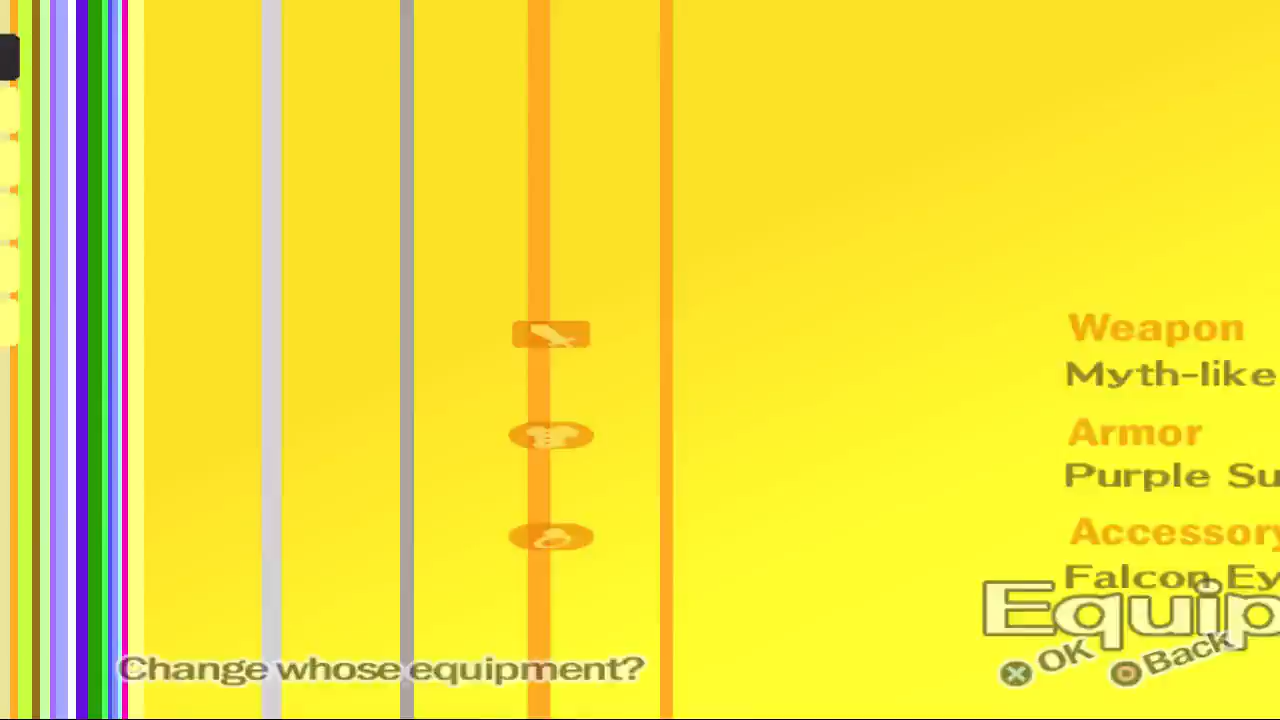 Weapon
Myth-like
Armor
Purple Su
Accessory
Falcon Ey
Equip
Change whose equipment?
OK
Back